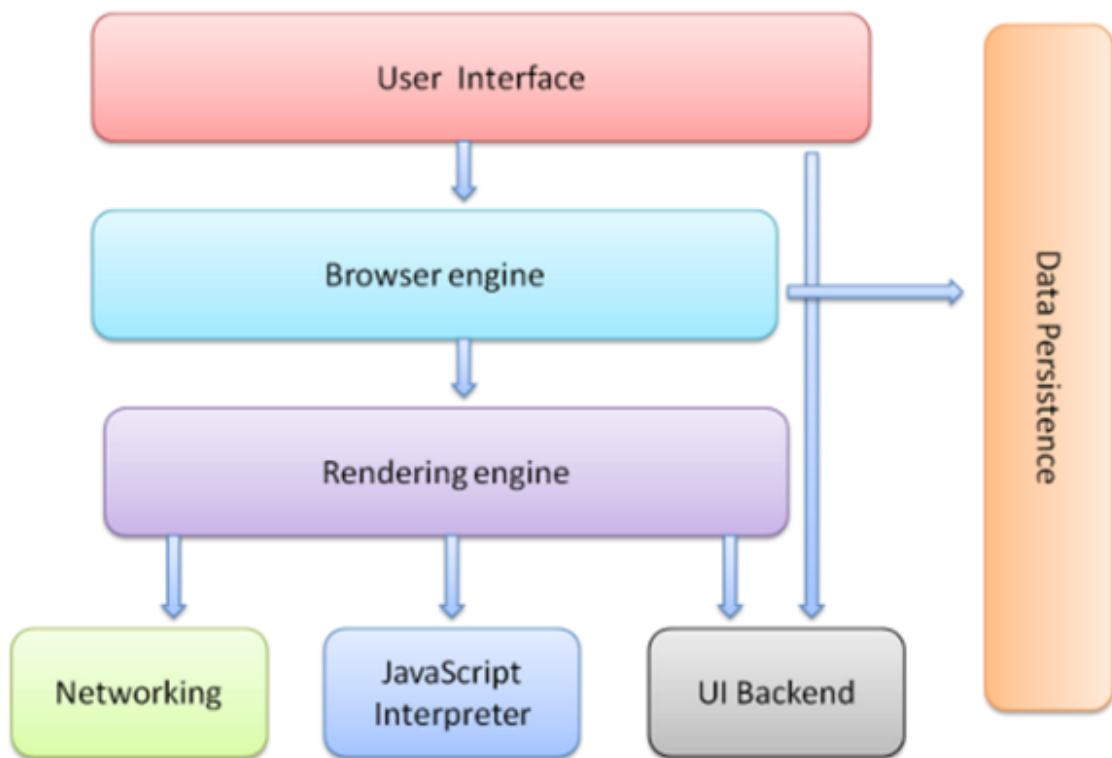 User Interface
Browser engine
Data Persistence
Rendering engine
Networking
JavaScript
Interpreter
UI Backend